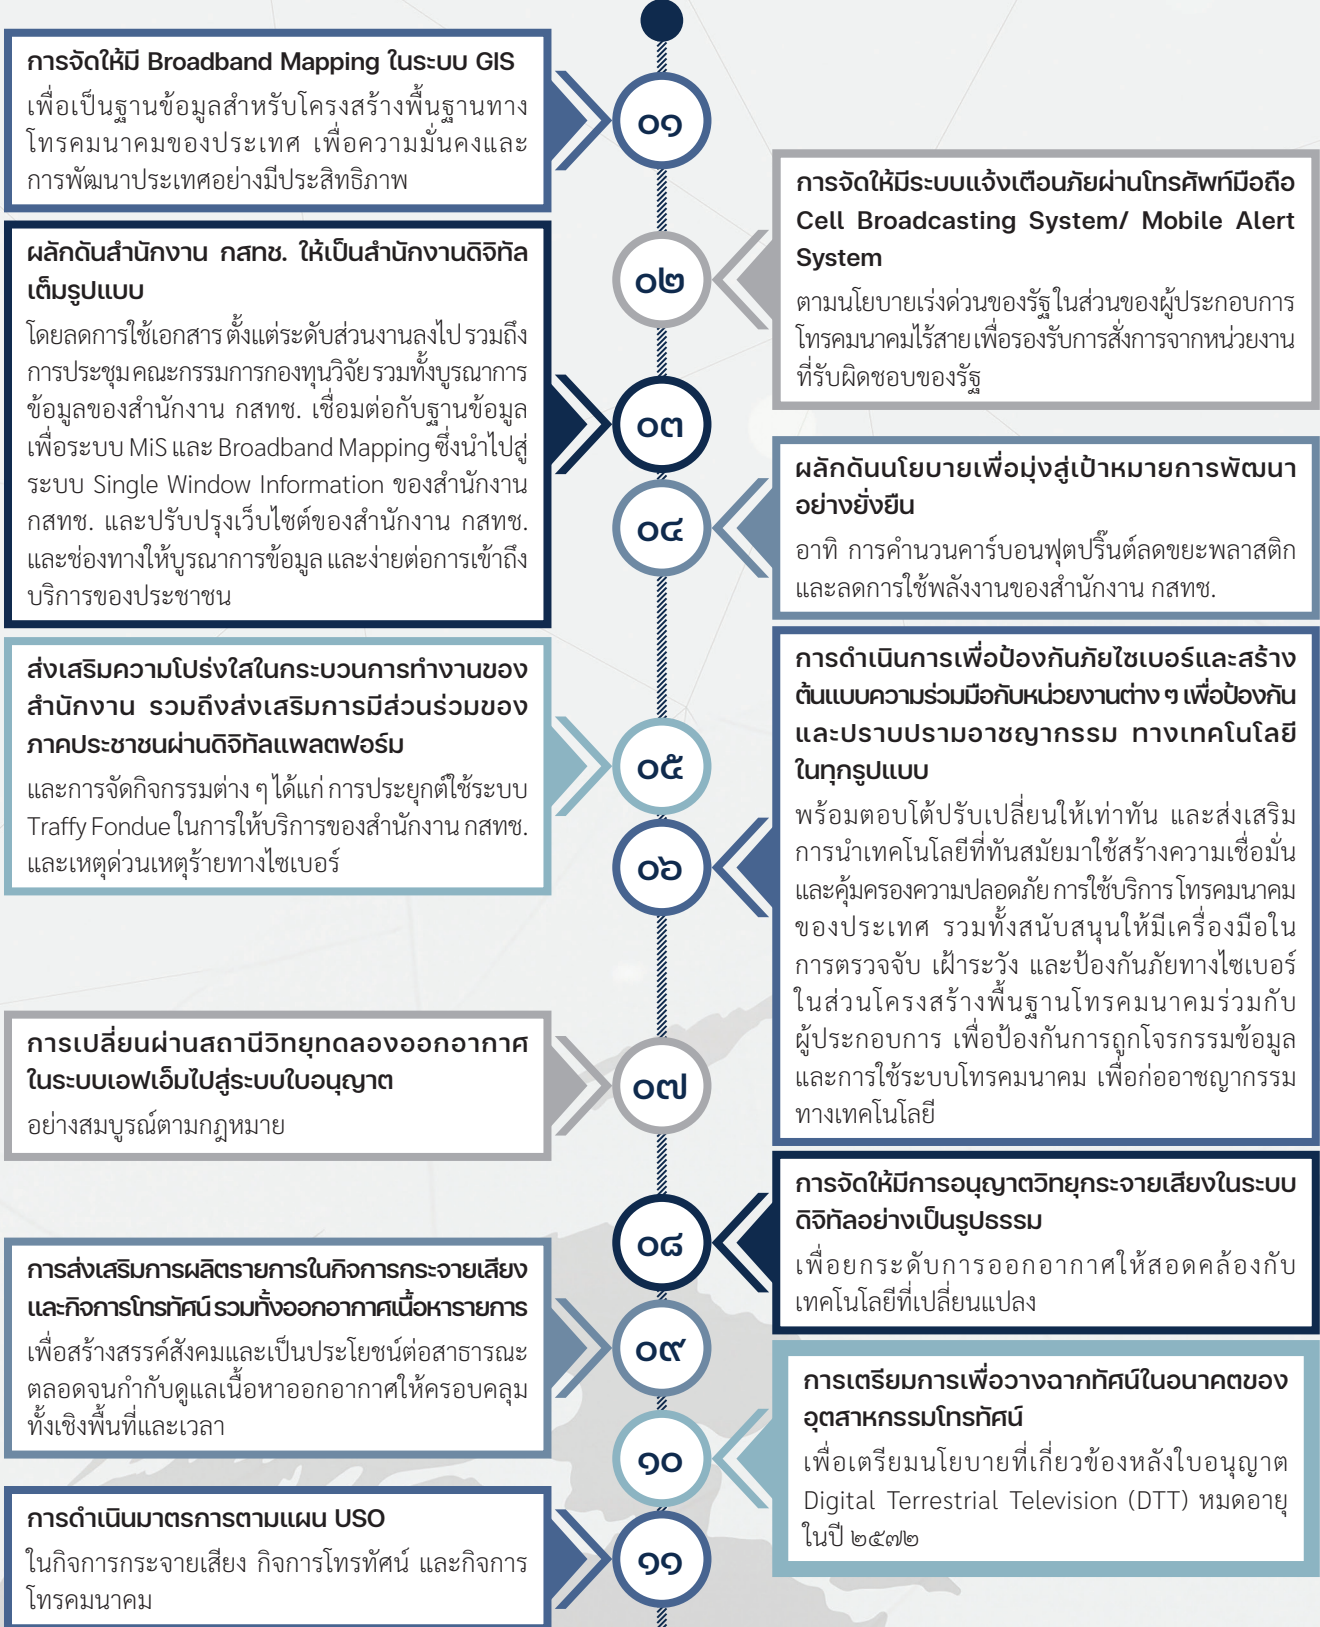 ๐๑
การจัดให้มี Broadband Mapping ในระบบ GIS
เพื่อเป็นฐานข้อมูลสำหรับโครงสร้างพื้นฐานทาง
โทรคมนาคมของประเทศ เพื่อความมั่นคงและ
การพัฒนาประเทศอย่างมีประสิทธิภาพ
๐๒
การจัดให้มีระบบแจ้งเตือนภัยผ่านโทรศัพท์มือถือ
Cell Broadcasting System/ Mobile Alert
System
ตามนโยบายเร่งด่วนของรัฐในส่วนของผู้ประกอบการ
โทรคมนาคมไร้สายเพื่อรองรับการสั่งการจากหน่วยงาน
ที่รับผิดชอบของรัฐ
๐๓
ผลักดันสำนักงาน กสทช. ให้เป็นสำนักงานดิจิทัล
เต็มรูปแบบ
โดยลดการใช้เอกสาร ตั้งแต่ระดับส่วนงานลงไป รวมถึง
การประชุมคณะกรรมการกองทุนวิจัย รวมทั้งบูรณาการ
ข้อมูลของสำนักงาน กสทช. เชื่อมต่อกับฐานข้อมูล
เพื่อระบบ MiS และ Broadband Mapping ซึ่งนำไปสู่
ระบบ Single Window Information ของสำนักงาน
กสทช. และปรับปรุงเว็บไซต์ของสำนักงาน กสทช.
และช่องทางให้บูรณาการข้อมูล และง่ายต่อการเข้าถึง
บริการของประชาชน
๐๔
ผลักดันนโยบายเพื่อมุ่งสู่เป้าหมายการพัฒนา
อย่างยั่งยืน
อาทิ การคำนวนคาร์บอนฟุตปริ๊นต์ลดขยะพลาสติก
และลดการใช้พลังงานของสำนักงาน กสทช.
๐๕
ส่งเสริมความโปร่งใสในกระบวนการทำงานของ
สำนักงาน รวมถึงส่งเสริมการมีส่วนร่วมของ
ภาคประชาชนผ่านดิจิทัลแพลตฟอร์ม
และการจัดกิจกรรมต่าง ๆ ได้แก่ การประยุกต์ใช้ระบบ
Traffy Fondue ในการให้บริการของสำนักงาน กสทช.
และเหตุด่วนเหตุร้ายทางไซเบอร์
๐๖
การดำเนินการเพื่อป้องกันภัยไซเบอร์และสร้าง
ต้นแบบความร่วมมือกับหน่วยงานต่าง ๆ เพื่อป้องกัน
และปราบปรามอาชญากรรม ทางเทคโนโลยี
ในทุกรูปแบบ
พร้อมตอบโต้ปรับเปลี่ยนให้เท่าทัน และส่งเสริม
การนำเทคโนโลยีที่ทันสมัยมาใช้สร้างความเชื่อมั่น
และคุ้มครองความปลอดภัย การใช้บริการโทรคมนาคม
ของประเทศ รวมทั้งสนับสนุนให้มีเครื่องมือใน
การตรวจจับ เฝ้าระวัง และป้องกันภัยทางไซเบอร์
ในส่วนโครงสร้างพื้นฐานโทรคมนาคมร่วมกับ
ผู้ประกอบการ เพื่อป้องกันการถูกโจรกรรมข้อมูล
และการใช้ระบบโทรคมนาคม เพื่อก่ออาชญากรรม
ทางเทคโนโลยี
๐๗
การเปลี่ยนผ่านสถานีวิทยุทดลองออกอากาศ
ในระบบเอฟเอ็มไปสู่ระบบใบอนุญาต
อย่างสมบูรณ์ตามกฎหมาย
๐๘
การจัดให้มีการอนุญาตวิทยุกระจายเสียงในระบบ
ดิจิทัลอย่างเป็นรูปธรรม
เพื่อยกระดับการออกอากาศให้สอดคล้องกับ
เทคโนโลยีที่เปลี่ยนแปลง
๐๙
การส่งเสริมการผลิตรายการในกิจการกระจายเสียง
และกิจการโทรทัศน์ รวมทั้งออกอากาศเนื้อหารายการ
เพื่อสร้างสรรค์สังคมและเป็นประโยชน์ต่อสาธารณะ
ตลอดจนกำกับดูแลเนื้อหาออกอากาศให้ครอบคลุม
ทั้งเชิงพื้นที่และเวลา
๑๐
การเตรียมการเพื่อวางฉากทัศน์ในอนาคตของ
อุตสาหกรรมโทรทัศน์
เพื่อเตรียมนโยบายที่เกี่ยวข้องหลังใบอนุญาต
Digital Terrestrial Television (DTT) หมดอายุ
ในปี ๒๕๗๒
๑๑
การดำเนินมาตรการตามแผน USO
ในกิจการกระจายเสียง กิจการโทรทัศน์ และกิจการ
โทรคมนาคม